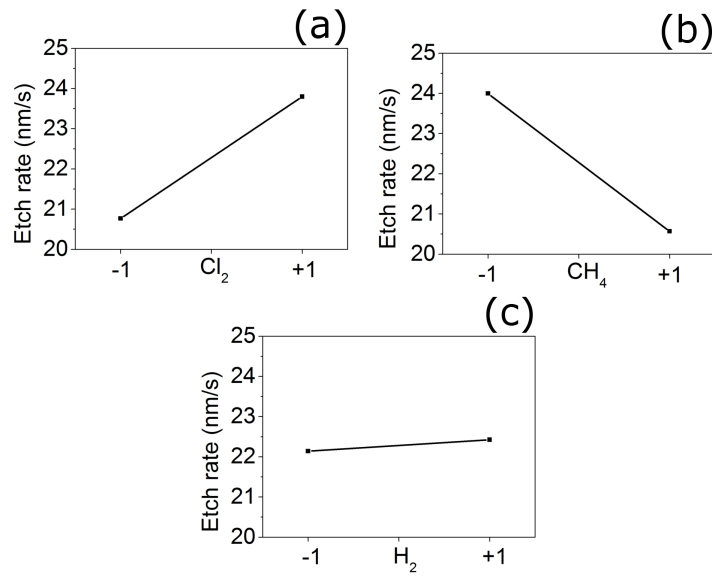 (a)
25
24
23
22
21
20
Etch rate (nm/s)
-1
Cl₂
+1
(b)
25
24
23
22
21
20
Etch rate (nm/s)
-1
CH₄
+1
(c)
25
24
23
22
21
20
Etch rate (nm/s)
-1
H₂
+1